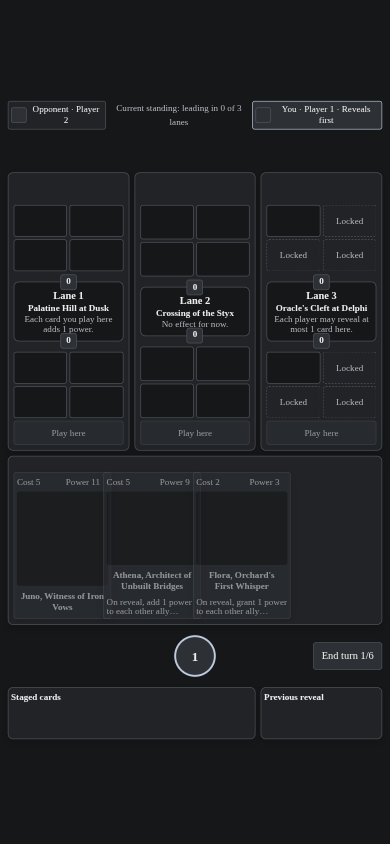 Opponent · Player
2
Current standing: leading in 0 of 3
lanes
You · Player 1 · Reveals
first
Locked
Locked
Locked
0
Lane 1
Palatine Hill at Dusk
Each card you play here
adds 1 power.
0
0
Lane 2
Crossing of the Styx
No effect for now.
0
0
Lane 3
Oracle's Cleft at Delphi
Each player may reveal at
most 1 card here.
0
Locked
Locked
Locked
Play here
Play here
Play here
Cost 5 Power 11
Juno, Witness of Iron
Vows
Cost 5 Power 9
Athena, Architect of
Unbuilt Bridges
On reveal, add 1 power
to each other ally…
Cost 2 Power 3
Flora, Orchard's
First Whisper
On reveal, grant 1 power
to each other ally…
1
End turn 1/6
Staged cards
Previous reveal